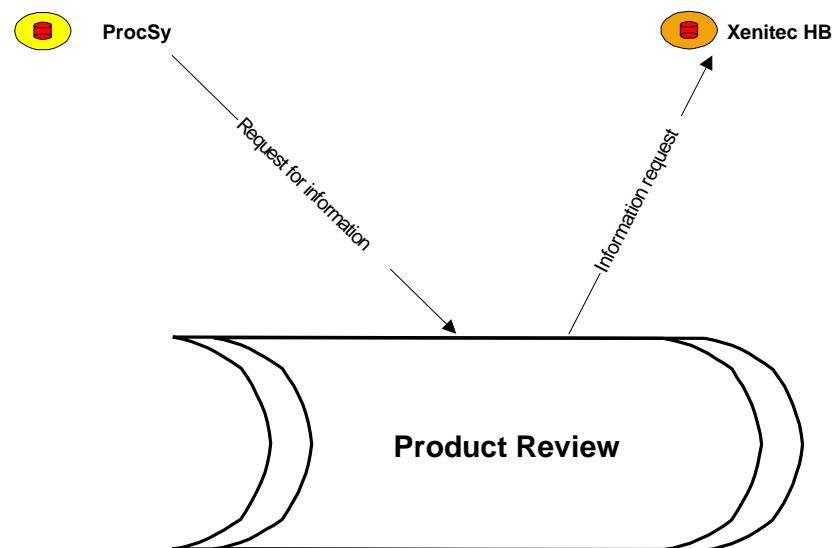 ProcSy
Xenitec HB
Request for information
Information request
Product Review